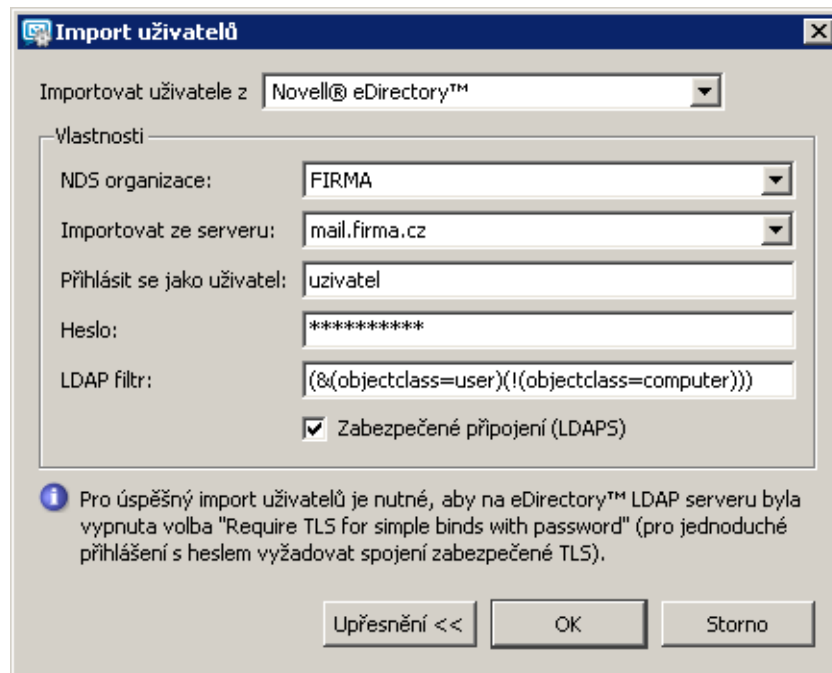 Import uživatelů
Importovat uživatele z Novell® eDirectory™
Vlastnosti
NDS organizace: FIRMA
Importovat ze serveru: mail.firma.cz
Přihlásit se jako uživatel: uzivatel
Heslo: **********
LDAP filtr: (&(objectclass=user)(!(objectclass=computer)))
Zabezpečené připojení (LDAPS)
Pro úspěšný import uživatelů je nutné, aby na eDirectory™ LDAP serveru byla
vypnuta volba "Require TLS for simple binds with password" (pro jednoduché
přihlášení s heslem vyžadovat spojení zabezpečené TLS).
Upřesnění << OK Storno